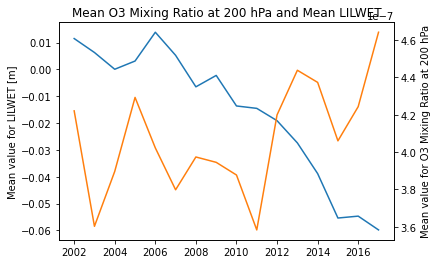 Mean O3 Mixing Ratio at 200 hPa and Mean LILWET
1e−7
0.01
0.00
−0.01
−0.02
−0.03
−0.04
−0.05
−0.06
Mean value for LILWET [m]
4.6
4.4
4.2
4.0
3.8
3.6
Mean value for O3 Mixing Ratio at 200 hPa
2002 2004 2006 2008 2010 2012 2014 2016